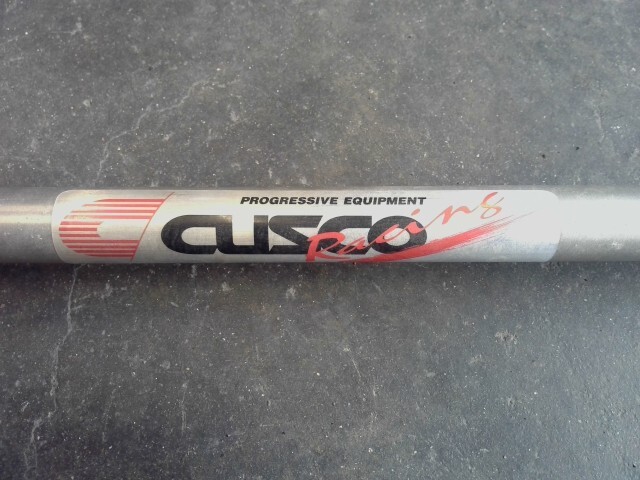 PROGRESSIVE EQUIPMENT
CUSCO Racing